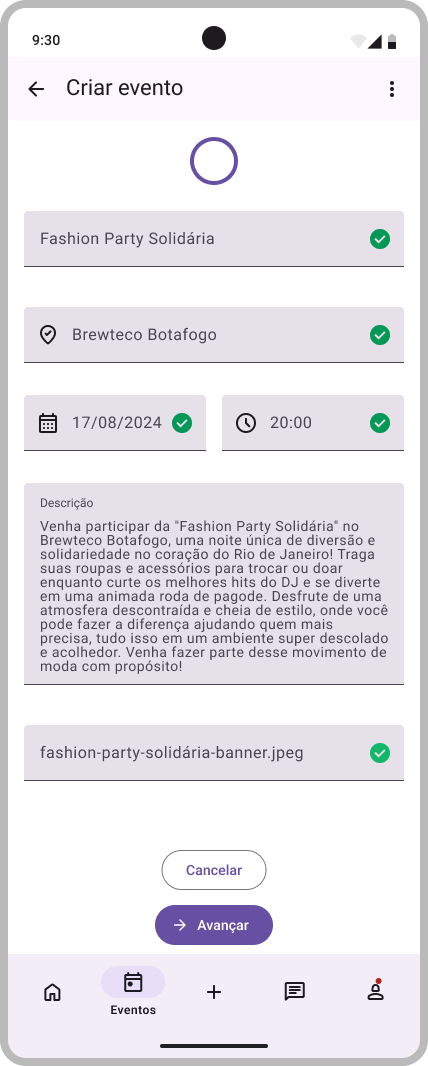 9:30
Criar evento
Fashion Party Solidária
Brewteco Botafogo
17/08/2024
20:00
Descrição
Venha participar da "Fashion Party Solidária" no
Brewteco Botafogo, uma noite única de diversão e
solidariedade no coração do Rio de Janeiro! Traga
suas roupas e acessórios para trocar ou doar
enquanto curte os melhores hits do DJ e se diverte
em uma animada roda de pagode. Desfrute de uma
atmosfera descontraída e cheia de estilo, onde você
pode fazer a diferença ajudando quem mais
precisa, tudo isso em um ambiente super descolado
e acolhedor. Venha fazer parte desse movimento de
moda com propósito!
fashion-party-solidária-banner.jpeg
Cancelar
Avançar
Eventos